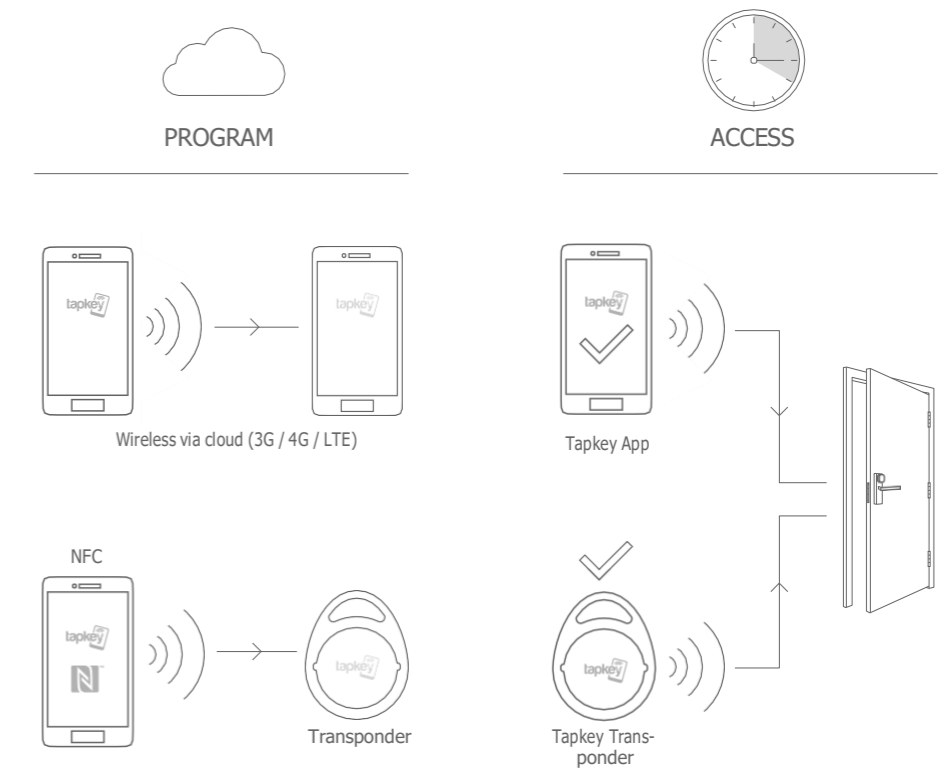 PROGRAM
ACCESS
tapkey
tapkey
tapkey
Wireless via cloud (3G / 4G / LTE)
Tapkey App
NFC
tapkey
tapkey
tapkey
Transponder
Tapkey Trans-
ponder